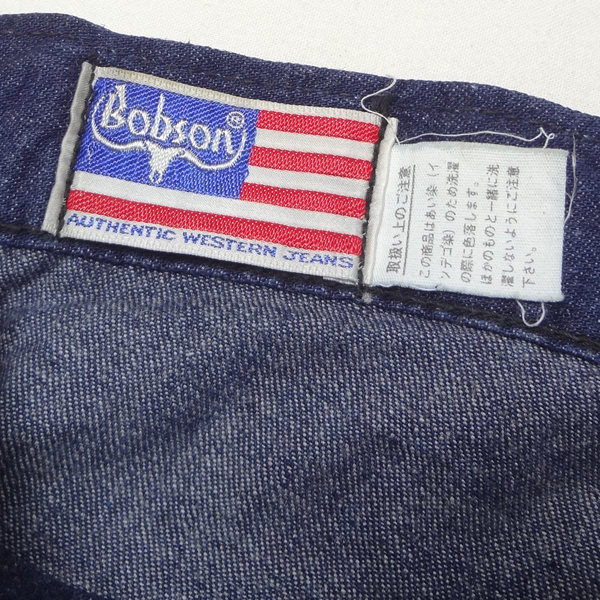 Bobson®
AUTHENTIC WESTERN JEANS
取扱い上のご注意
この商品はあい染(イ
ンデゴ染)のため洗濯
の際に色落します。
ほかのものと一緒に洗
濯しないようにご注意
下さい。